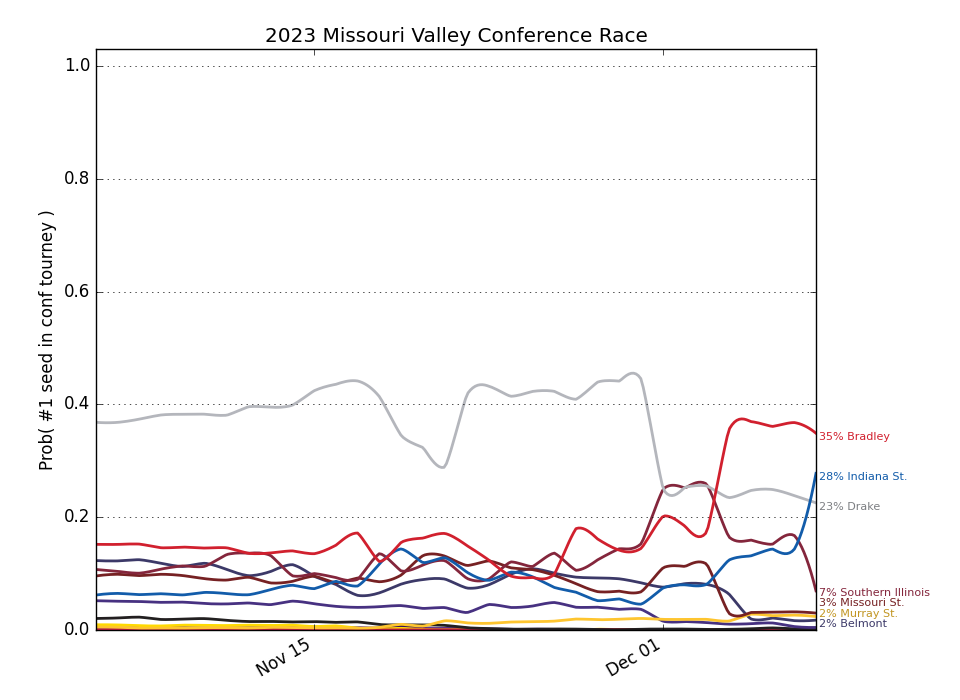 2023 Missouri Valley Conference Race
Prob( #1 seed in conf tourney )
1.0
0.8
0.6
0.4
0.2
0.0
Nov 15
Dec 01
35% Bradley
28% Indiana St.
23% Drake
7% Southern Illinois
3% Missouri St.
2% Murray St.
2% Belmont